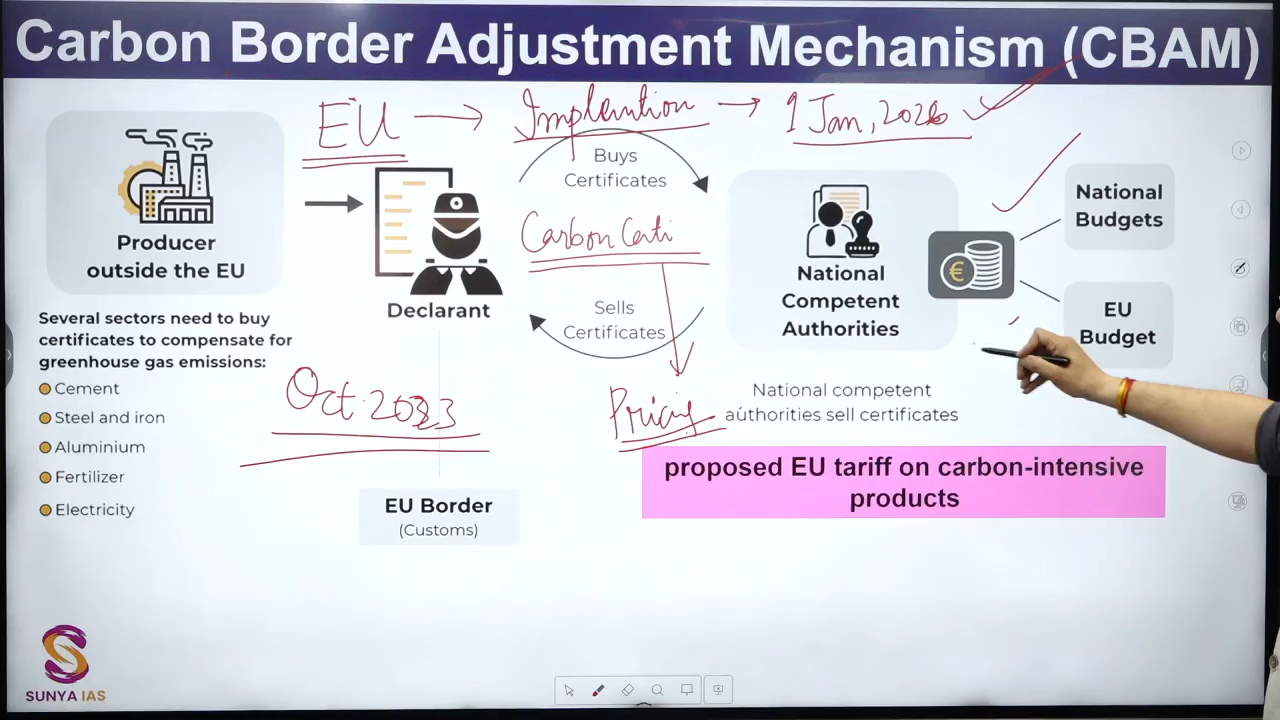 Carbon Border Adjustment Mechanism (CBAM)
EU → Implention → 1 Jan, 2026
Producer
outside the EU
Declarant
Buys
Certificates
Carbon Certi
Sells
Certificates
Pricing
National
Competent
Authorities
€
National
Budgets
EU
Budget
Several sectors need to buy
certificates to compensate for
greenhouse gas emissions:
Cement
Steel and iron
Aluminium
Fertilizer
Electricity
Oct 2023
EU Border
(Customs)
National competent
authorities sell certificates
proposed EU tariff on carbon-intensive
products
SUNYA IAS